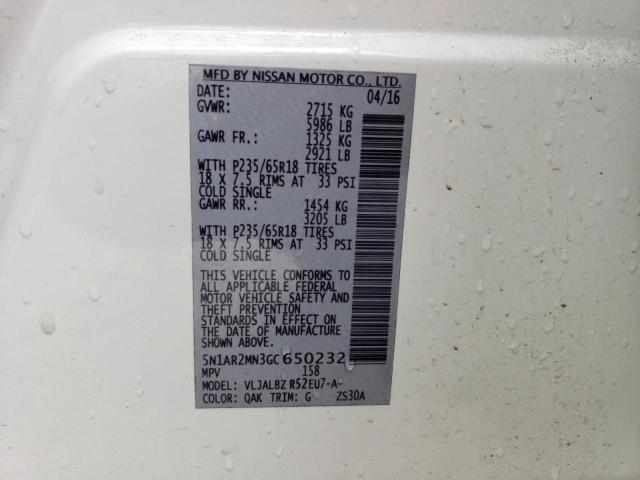 MFD BY NISSAN MOTOR CO., LTD.
DATE: 04/16
GVWR: 2715 KG
5986 LB
GAWR FR.: 1325 KG
2921 LB
WITH P235/65R18 TIRES
18 X 7.5 RIMS AT 33 PSI
COLD SINGLE
GAWR RR.: 1454 KG
3205 LB
WITH P235/65R18 TIRES
18 X 7.5 RIMS AT 33 PSI
COLD SINGLE
THIS VEHICLE CONFORMS TO
ALL APPLICABLE FEDERAL
MOTOR VEHICLE SAFETY AND
THEFT PREVENTION
STANDARDS IN EFFECT ON
THE DATE OF MANUFACTURE
SHOWN ABOVE.
5N1AR2MN3GC650232
MPV 158
MODEL: VLJALBZ R52EU7-A-
COLOR: QAK TRIM: G ZS30A